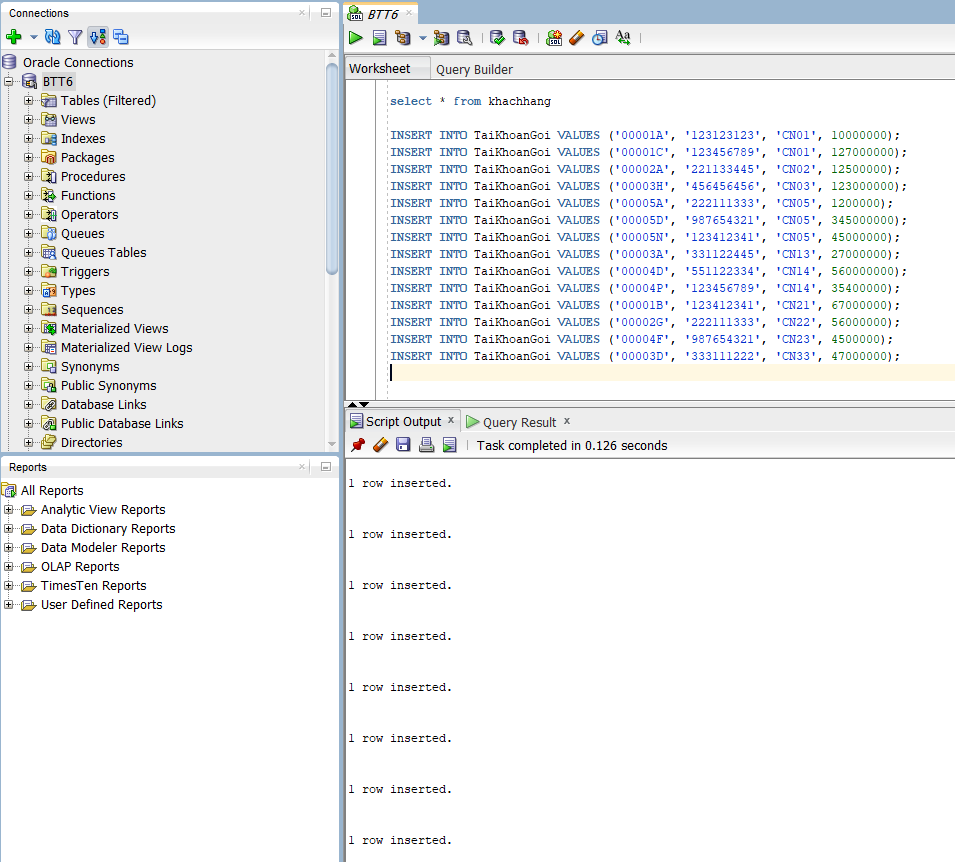 Connections
Oracle Connections
BTT6
Tables (Filtered)
Views
Indexes
Packages
Procedures
Functions
Operators
Queues
Queues Tables
Triggers
Types
Sequences
Materialized Views
Materialized View Logs
Synonyms
Public Synonyms
Database Links
Public Database Links
Directories
Reports
All Reports
Analytic View Reports
Data Dictionary Reports
Data Modeler Reports
OLAP Reports
TimesTen Reports
User Defined Reports
BTT6
Worksheet Query Builder
select * from khachhang
INSERT INTO TaiKhoanGoi VALUES ('00001A', '123123123', 'CN01', 10000000);
INSERT INTO TaiKhoanGoi VALUES ('00001C', '123456789', 'CN01', 127000000);
INSERT INTO TaiKhoanGoi VALUES ('00002A', '221133445', 'CN02', 12500000);
INSERT INTO TaiKhoanGoi VALUES ('00003H', '456456456', 'CN03', 123000000);
INSERT INTO TaiKhoanGoi VALUES ('00005A', '222111333', 'CN05', 1200000);
INSERT INTO TaiKhoanGoi VALUES ('00005D', '987654321', 'CN05', 345000000);
INSERT INTO TaiKhoanGoi VALUES ('00005N', '123412341', 'CN05', 45000000);
INSERT INTO TaiKhoanGoi VALUES ('00003A', '331122445', 'CN13', 27000000);
INSERT INTO TaiKhoanGoi VALUES ('00004D', '551122334', 'CN14', 560000000);
INSERT INTO TaiKhoanGoi VALUES ('00004P', '123456789', 'CN14', 35400000);
INSERT INTO TaiKhoanGoi VALUES ('00001B', '123412341', 'CN21', 67000000);
INSERT INTO TaiKhoanGoi VALUES ('00002G', '222111333', 'CN22', 56000000);
INSERT INTO TaiKhoanGoi VALUES ('00004F', '987654321', 'CN23', 4500000);
INSERT INTO TaiKhoanGoi VALUES ('00003D', '333111222', 'CN33', 47000000);
Script Output x Query Result x
Task completed in 0.126 seconds
1 row inserted.
1 row inserted.
1 row inserted.
1 row inserted.
1 row inserted.
1 row inserted.
1 row inserted.
1 row inserted.